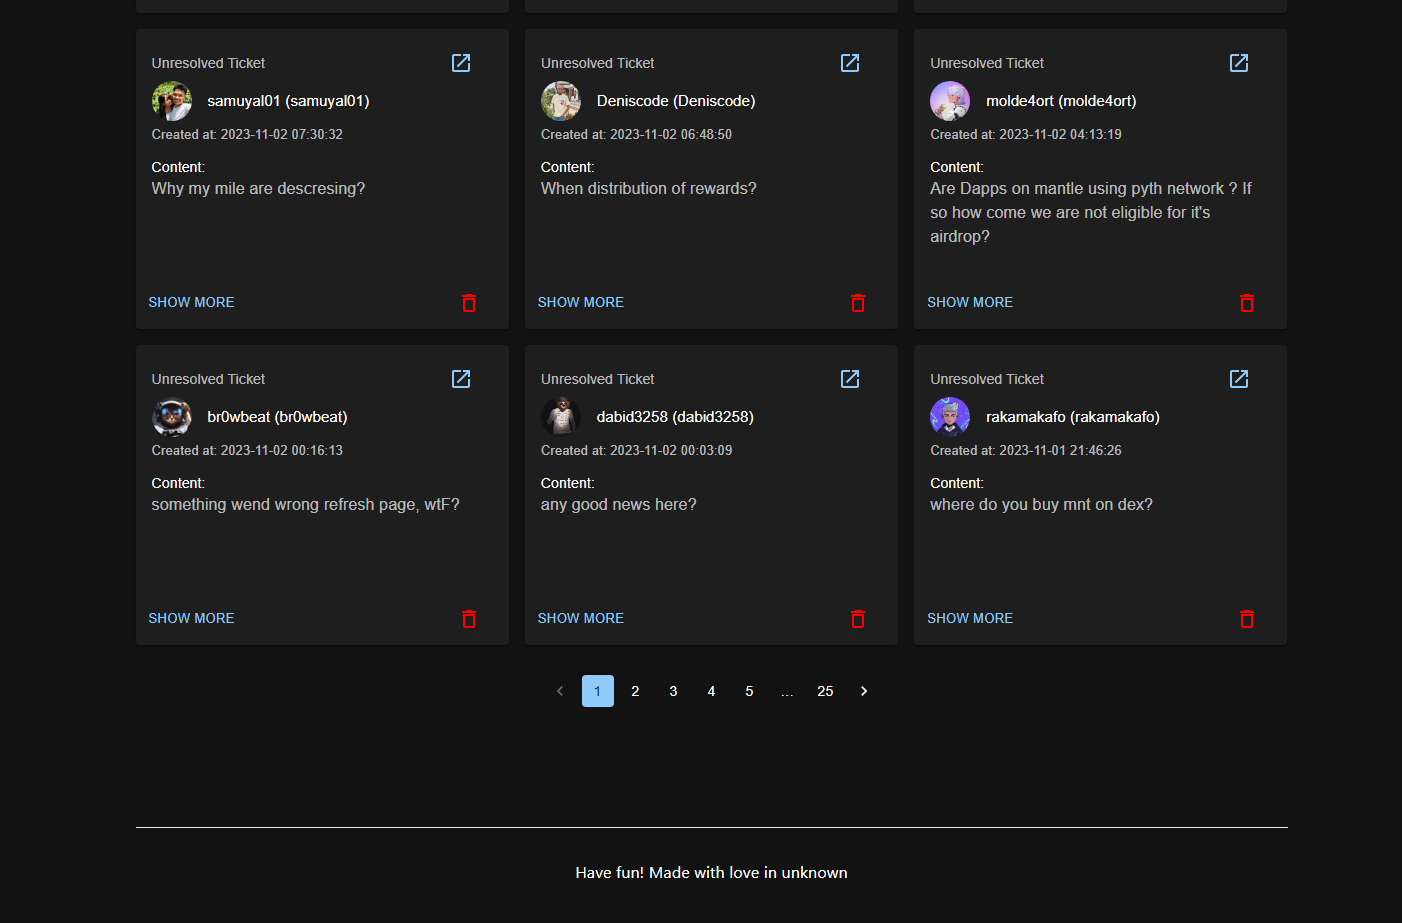 Unresolved Ticket
samuyal01 (samuyal01)
Created at: 2023-11-02 07:30:32
Content:
Why my mile are descresing?
SHOW MORE
Unresolved Ticket
Deniscode (Deniscode)
Created at: 2023-11-02 06:48:50
Content:
When distribution of rewards?
SHOW MORE
Unresolved Ticket
molde4ort (molde4ort)
Created at: 2023-11-02 04:13:19
Content:
Are Dapps on mantle using pyth network ? If
so how come we are not eligible for it's
airdrop?
SHOW MORE
Unresolved Ticket
br0wbeat (br0wbeat)
Created at: 2023-11-02 00:16:13
Content:
something wend wrong refresh page, wtF?
SHOW MORE
Unresolved Ticket
dabid3258 (dabid3258)
Created at: 2023-11-02 00:03:09
Content:
any good news here?
SHOW MORE
Unresolved Ticket
rakamakafo (rakamakafo)
Created at: 2023-11-01 21:46:26
Content:
where do you buy mnt on dex?
SHOW MORE
1 2 3 4 5 ... 25
Have fun! Made with love in unknown